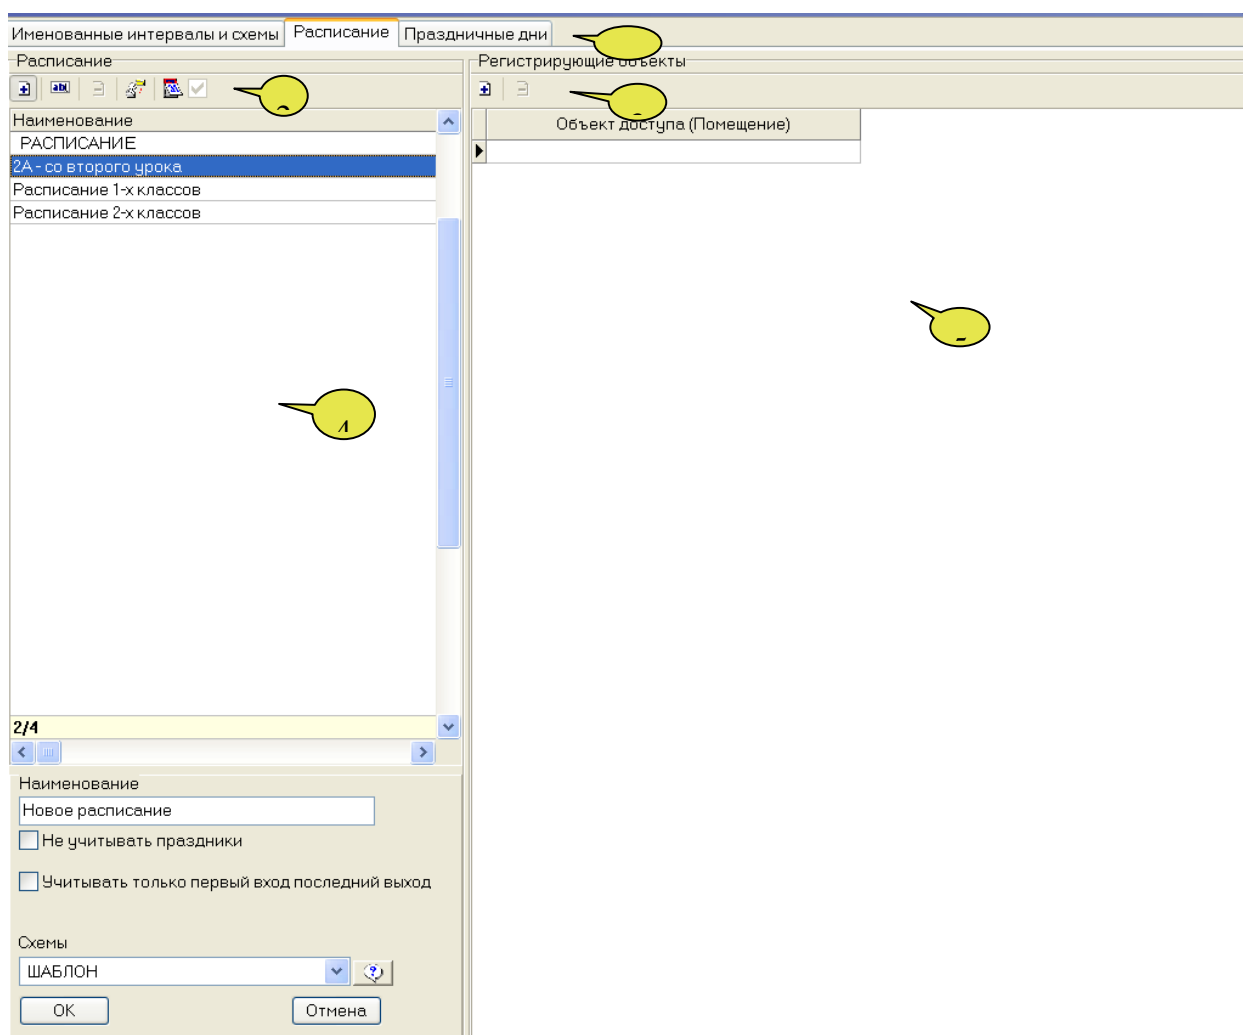 Именованные интервалы и схемы Расписание Праздничные дни
Расписание
Регистрирующие объекты
abl
Наименование
РАСПИСАНИЕ
2А - со второго урока
Расписание 1-х классов
Расписание 2-х классов
Объект доступа (Помещение)
2/4
Наименование
Новое расписание
Не учитывать праздники
Учитывать только первый вход последний выход
Схемы
ШАБЛОН
?
OK Отмена